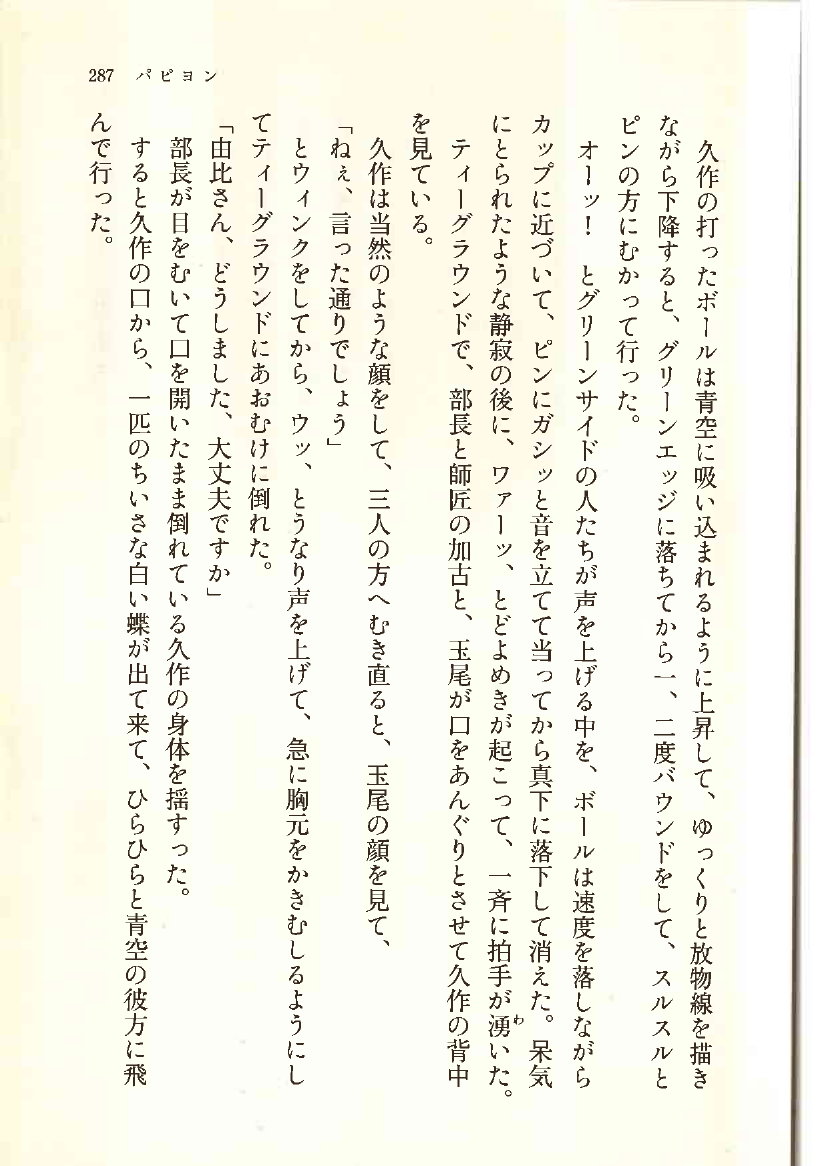 287 パピヨン
久作の打ったボールは青空に吸い込まれるように上昇して、ゆっくりと放物線を描き
ながら下降すると、グリーンエッジに落ちてから一、二度バウンドをして、スルスルと
ピンの方にむかって行った。
オーッ！　とグリーンサイドの人たちが声を上げる中を、ボールは速度を落しながら
カップに近づいて、ピンにガシッと音を立てて当ってから真下に落下して消えた。呆気
にとられたような静寂の後に、ワァーッ、とどよめきが起こって、一斉に拍手が湧わいた。
ティーグラウンドで、部長と師匠の加古と、玉尾が口をあんぐりとさせて久作の背中
を見ている。
久作は当然のような顔をして、三人の方へむき直ると、玉尾の顔を見て、
「ねぇ、言った通りでしょう」
とウィンクをしてから、ウッ、とうなり声を上げて、急に胸元をかきむしるようにし
てティーグラウンドにあおむけに倒れた。
「由比さん、どうしました、大丈夫ですか」
部長が目をむいて口を開いたまま倒れている久作の身体を揺すった。
すると久作の口から、一匹のちいさな白い蝶が出て来て、ひらひらと青空の彼方に飛
んで行った。